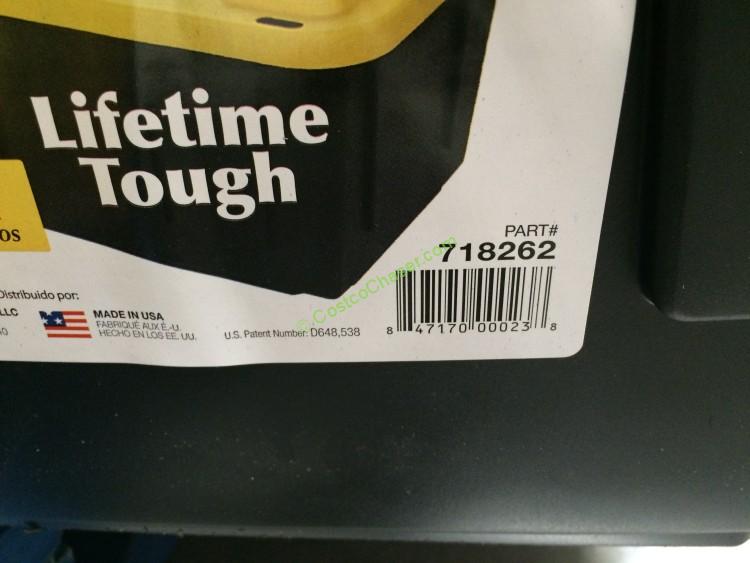 Lifetime
Tough
OS
PART#
718262
Distribuido por:
LLC
MADE IN USA
FABRIQUÉ AUX É.-U.
HECHO EN LOS EE. UU.
U.S. Patent Number: D648,538
8 47170 00023 8
© CostcoChaser.com